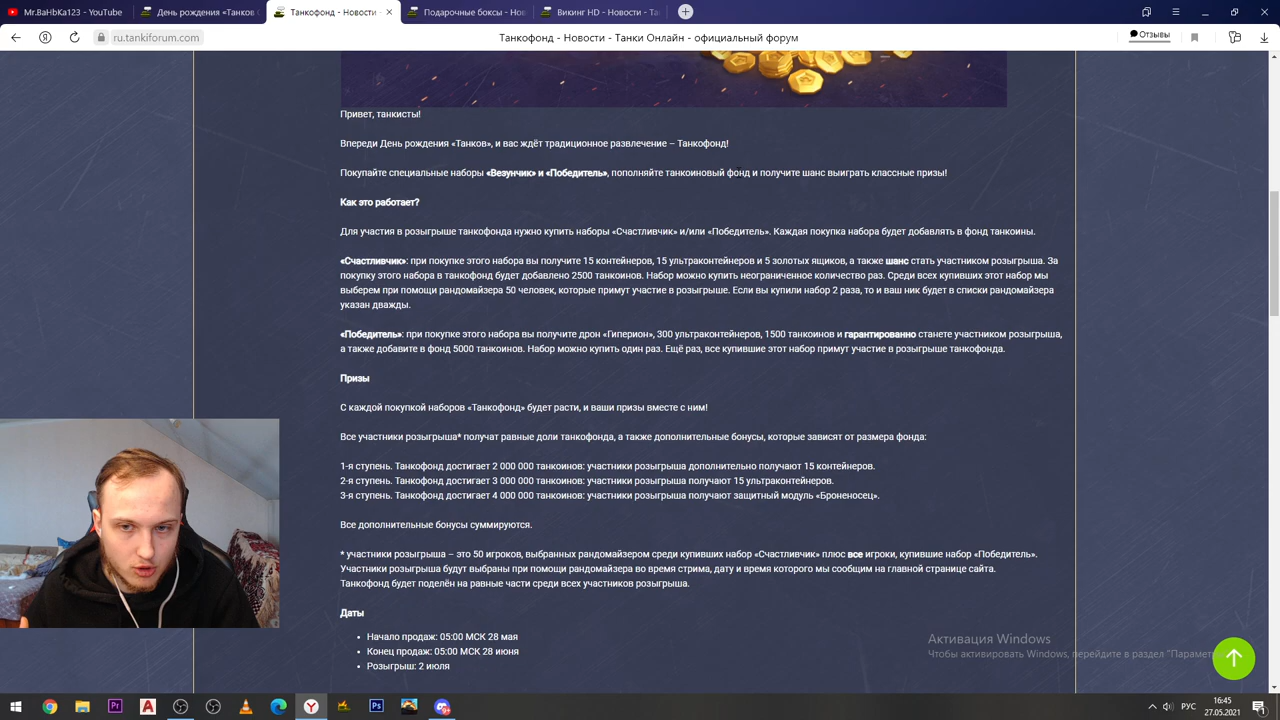 Mr.BaHbKa123 - YouTube
День рождения «Танков О
Танкофонд - Новости -
Подарочные боксы - Нов
Викинг HD - Новости - Та
ru.tankiforum.com
Танкофонд - Новости - Танки Онлайн - официальный форум
Отзывы
Привет, танкисты!
Впереди День рождения «Танков», и вас ждёт традиционное развлечение – Танкофонд!
Покупайте специальные наборы «Везунчик» и «Победитель», пополняйте танкоиновый фонд и получите шанс выиграть классные призы!
Как это работает?
Для участия в розыгрыше танкофонда нужно купить наборы «Счастливчик» и/или «Победитель». Каждая покупка набора будет добавлять в фонд танкоины.
«Счастливчик»: при покупке этого набора вы получите 15 контейнеров, 15 ультраконтейнеров и 5 золотых ящиков, а также шанс стать участником розыгрыша. За
покупку этого набора в танкофонд будет добавлено 2500 танкоинов. Набор можно купить неограниченное количество раз. Среди всех купивших этот набор мы
выберем при помощи рандомайзера 50 человек, которые примут участие в розыгрыше. Если вы купили набор 2 раза, то и ваш ник будет в списки рандомайзера
указан дважды.
«Победитель»: при покупке этого набора вы получите дрон «Гиперион», 300 ультраконтейнеров, 1500 танкоинов и гарантированно станете участником розыгрыша,
а также добавите в фонд 5000 танкоинов. Набор можно купить один раз. Ещё раз, все купившие этот набор примут участие в розыгрыше танкофонда.
Призы
С каждой покупкой наборов «Танкофонд» будет расти, и ваши призы вместе с ним!
Все участники розыгрыша* получат равные доли танкофонда, а также дополнительные бонусы, которые зависят от размера фонда:
1-я ступень. Танкофонд достигает 2 000 000 танкоинов: участники розыгрыша дополнительно получают 15 контейнеров.
2-я ступень. Танкофонд достигает 3 000 000 танкоинов: участники розыгрыша получают 15 ультраконтейнеров.
3-я ступень. Танкофонд достигает 4 000 000 танкоинов: участники розыгрыша получают защитный модуль «Броненосец».
Все дополнительные бонусы суммируются.
* участники розыгрыша – это 50 игроков, выбранных рандомайзером среди купивших набор «Счастливчик» плюс все игроки, купившие набор «Победитель».
Участники розыгрыша будут выбраны при помощи рандомайзера во время стрима, дату и время которого мы сообщим на главной странице сайта.
Танкофонд будет поделён на равные части среди всех участников розыгрыша.
Даты
• Начало продаж: 05:00 МСК 28 мая
• Конец продаж: 05:00 МСК 28 июня
• Розыгрыш: 2 июля
Активация Windows
Чтобы активировать Windows, перейдите в раздел "Парамет
РУС
16:45
27.05.2021